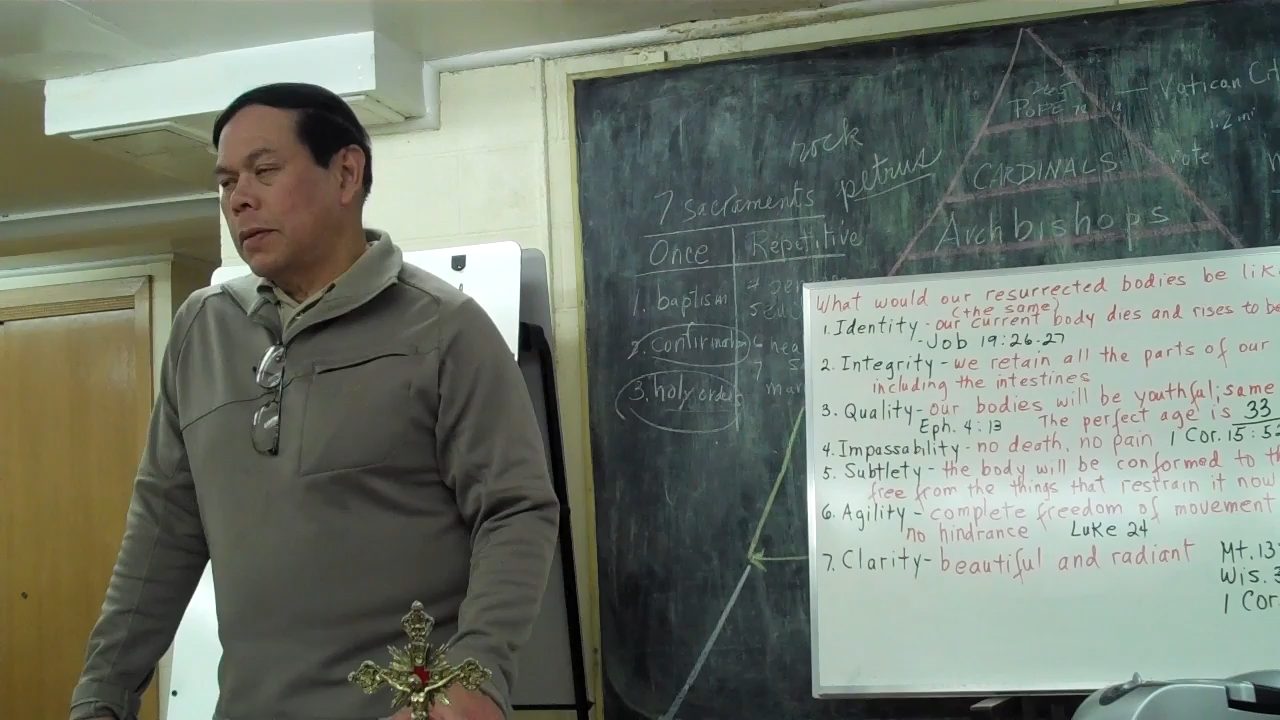 rock
petrus
7 sacraments
Once Repetitive
1. baptism
2. confirmation
3. holy orders
POPE
Vatican
CARDINALS
Archbishops
What would our resurrected bodies be
(the same)
1. Identity - our current body dies and rises to
- Job 19:26-27
2. Integrity - we retain all the parts of our
including the intestines
3. Quality - our bodies will be youthful; same
Eph. 4:13 The perfect age is 33
4. Impassability - no death, no pain 1 Cor. 15:
5. Subtlety - the body will be conformed to
free from the things that restrain it now
6. Agility - complete freedom of movement
no hindrance Luke 24
7. Clarity - beautiful and radiant
Mt. 13
Wis. 3
1 Cor.